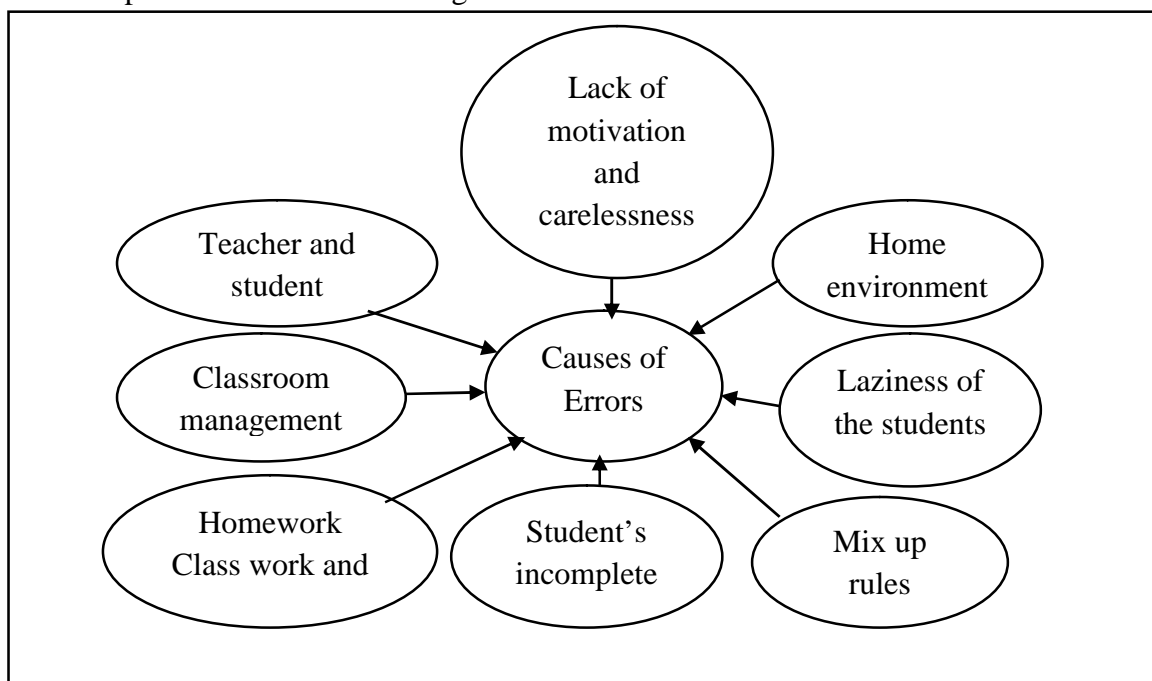 Lack of
motivation
and
carelessness
Teacher and
student
Home
environment
Causes of
Errors
Classroom
management
Laziness of
the students
Homework
Class work and
Student’s
incomplete
Mix up
rules